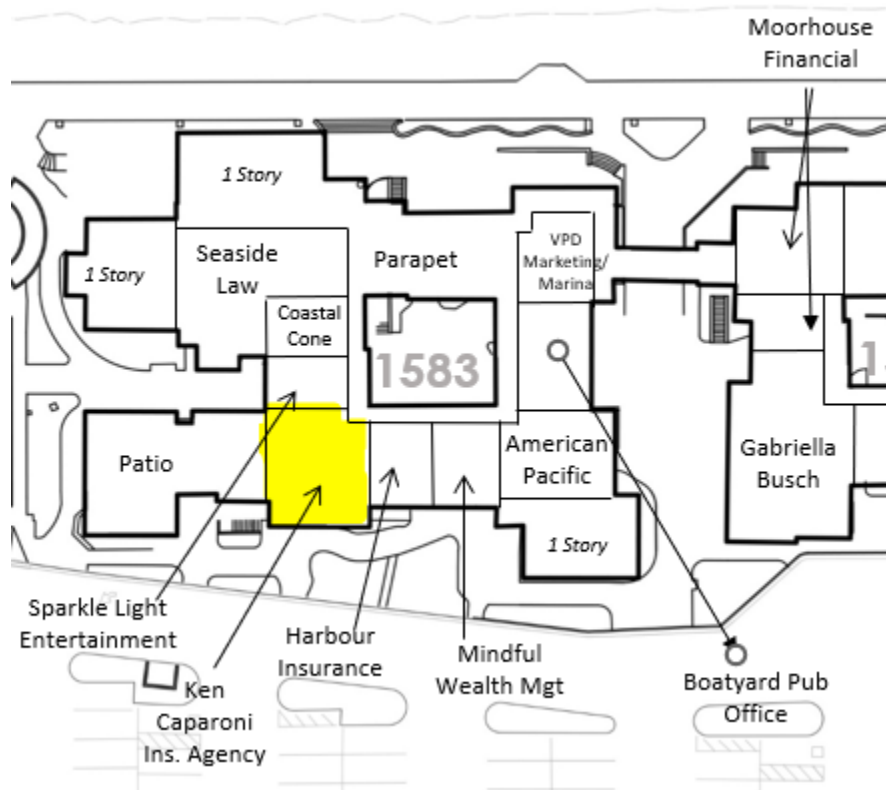 Moorhouse
Financial
1 Story
1 Story
Seaside
Law
Parapet
VPD
Marketing/
Marina
Coastal
Cone
1583
Patio
American
Pacific
Gabriella
Busch
1 Story
Sparkle Light
Entertainment
Harbour
Insurance
Mindful
Wealth Mgt
Ken
Caparoni
Ins. Agency
Boatyard Pub
Office